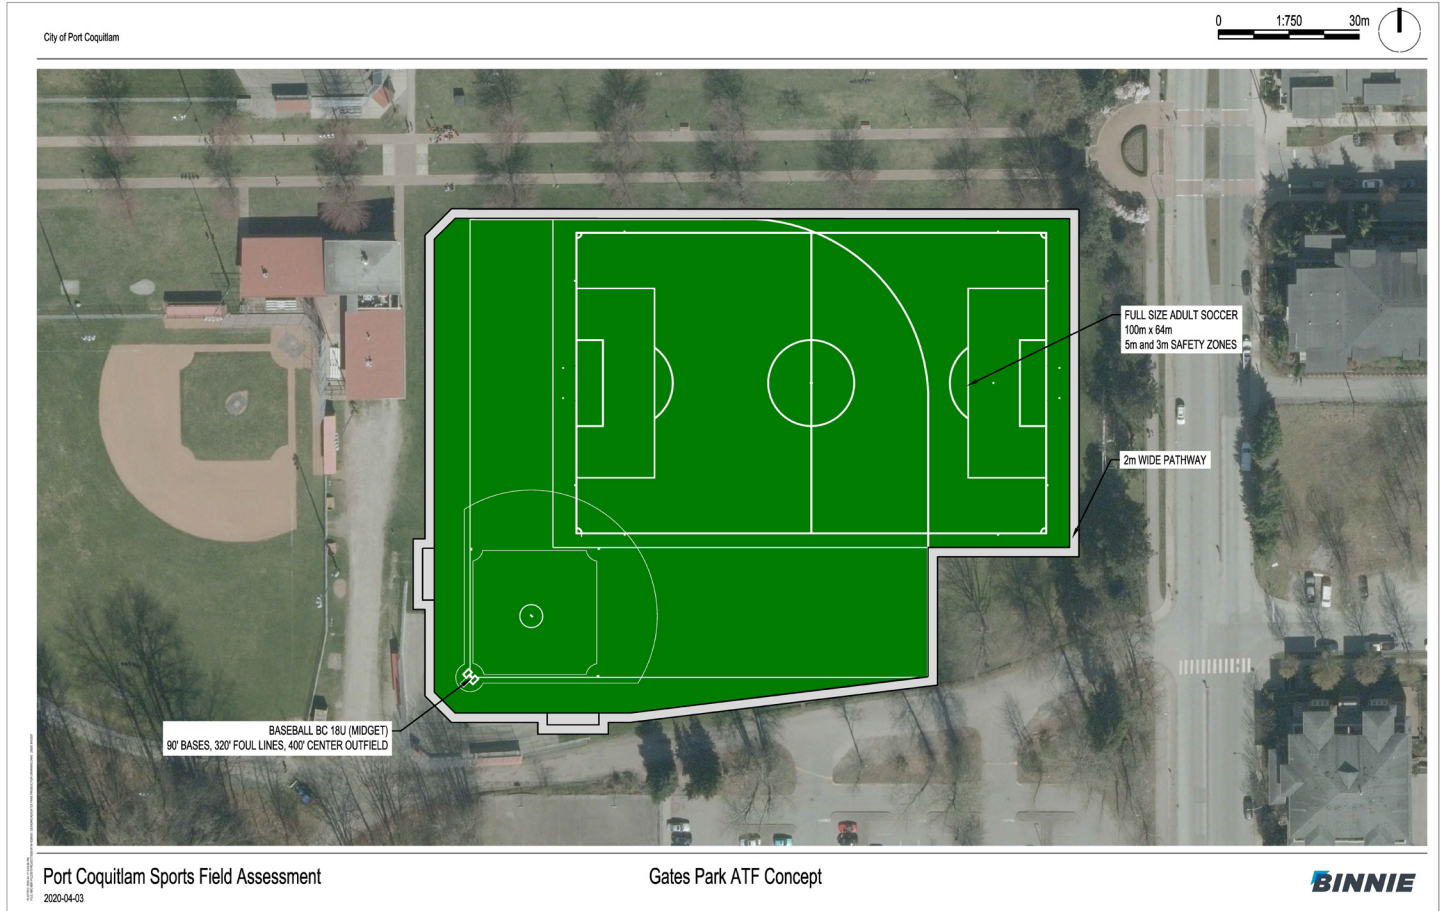 City of Port Coquitlam
0 1:750 30m
FULL SIZE ADULT SOCCER
100m x 64m
5m and 3m SAFETY ZONES
2m WIDE PATHWAY
BASEBALL BC 18U (MIDGET)
90' BASES, 320' FOUL LINES, 400' CENTER OUTFIELD
Port Coquitlam Sports Field Assessment
2020-04-03
Gates Park ATF Concept
BINNIE